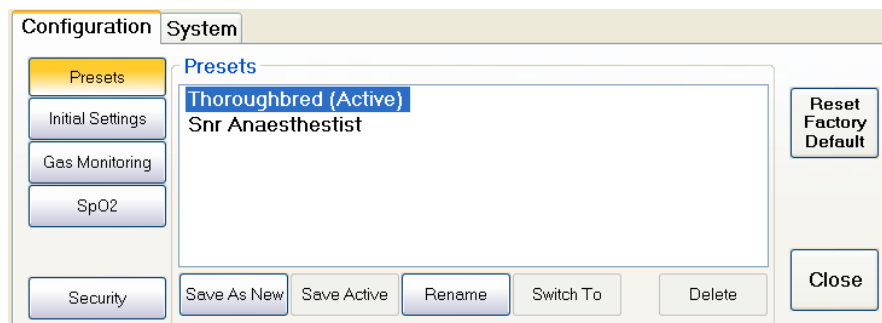 Configuration System
Presets
Initial Settings
Gas Monitoring
SpO2
Security
Presets
Thoroughbred (Active)
Snr Anaesthestist
Save As New Save Active Rename Switch To Delete
Reset
Factory
Default
Close